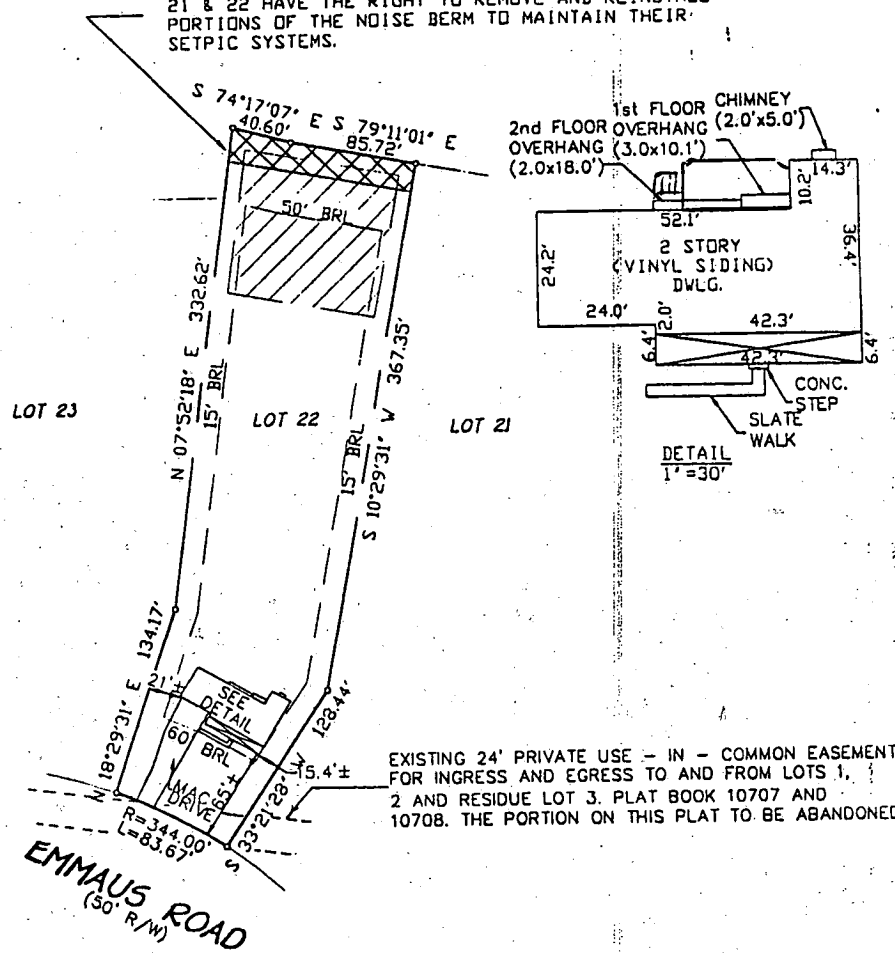 21 & 22 HAVE THE RIGHT TO REMOVE AND
PORTIONS OF THE NOISE BERM TO MAINTAIN THEIR
SETPIC SYSTEMS.
S 74°17'07" E
40.60'
S 79°11'01" E
85.72'
50' BRL
N 07°52'18" E 332.62'
15' BRL
LOT 23
LOT 22
LOT 21
15' BRL
S 10°29'31" W 367.35'
N 18°29'31" E 134.17'
21'±
SEE
DETAIL
60'
BRL
MAC.
DRIVE
65'±
15.4'±
S 33°21'28" W 128.44'
R=344.00'
L=83.67'
EMMAUS ROAD
(50' R/W)
2nd FLOOR
OVERHANG
(2.0x18.0')
1st FLOOR
OVERHANG
(3.0x10.1')
CHIMNEY
(2.0'x5.0')
14.3'
10.2'
52.1'
24.2'
2 STORY
(VINYL SIDING)
DWLG.
36.4'
24.0'
2.0'
42.3'
6.4'
42.3'
6.4'
CONC.
STEP
SLATE
WALK
DETAIL
1"=30'
EXISTING 24' PRIVATE USE - IN - COMMON EASEMENT
FOR INGRESS AND EGRESS TO AND FROM LOTS 1,
2 AND RESIDUE LOT 3. PLAT BOOK 10707 AND
10708. THE PORTION ON THIS PLAT TO BE ABANDONED